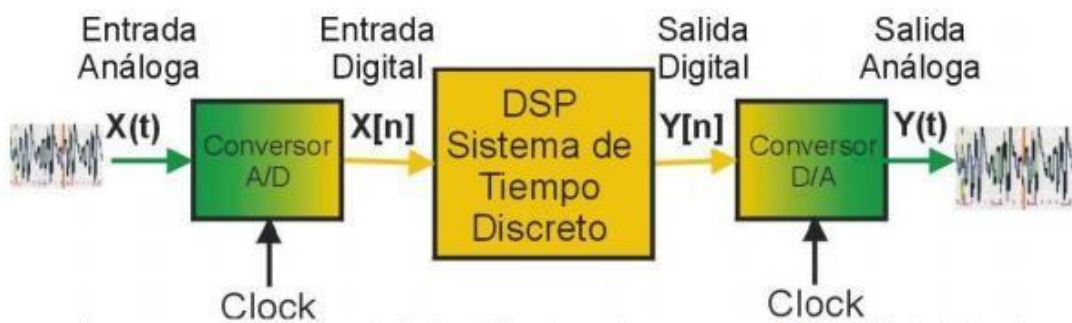 Entrada
Análoga
Entrada
Digital
Salida
Digital
Salida
Análoga
X(t)
Conversor
A/D
X[n]
DSP
Sistema de
Tiempo
Discreto
Y[n]
Conversor
D/A
Y(t)
Clock
Clock